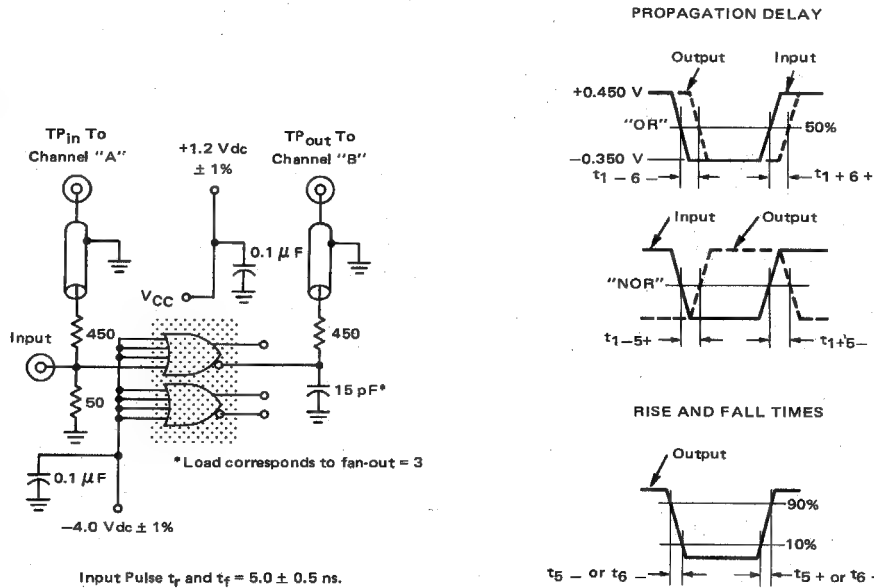 TPin To
Channel "A"
+1.2 Vdc
± 1%
TPout To
Channel "B"
0.1 µF
VCC
450
450
Input
50
15 pF*
*Load corresponds to fan-out = 3
0.1 µF
−4.0 Vdc ± 1%
Input Pulse tr and tf = 5.0 ± 0.5 ns.
PROPAGATION DELAY
Output
Input
+0.450 V
"OR"
50%
−0.350 V
t1 − 6 −
t1 + 6 +
Input
Output
"NOR"
t1−5+
t1+5−
RISE AND FALL TIMES
Output
90%
10%
t5 − or t6 −
t5 + or t6